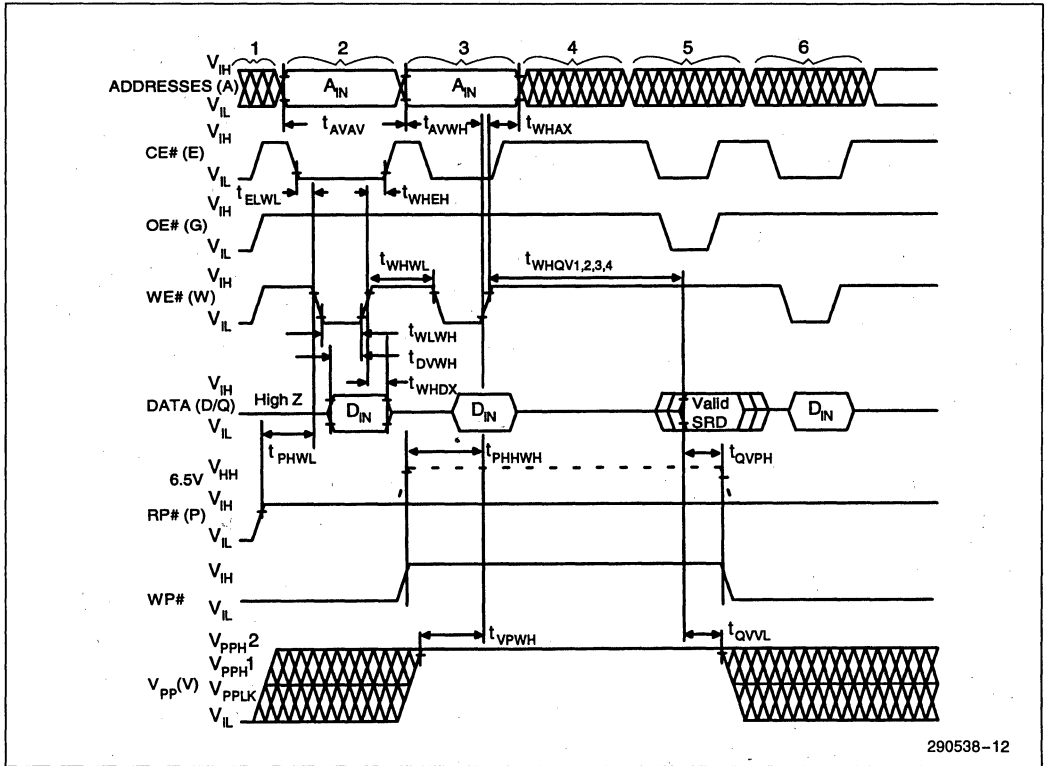 1 2 3 4 5 6
V_IH
ADDRESSES (A) A_IN A_IN
V_IL
t_AVAV t_AVWH t_WHAX
V_IH
CE# (E)
V_IL
t_ELWL t_WHEH
V_IH
OE# (G)
V_IL
t_WHWL t_WHQV1,2,3,4
V_IH
WE# (W)
V_IL
t_WLWH
t_DVWH
t_WHDX
V_IH
High Z
DATA (D/Q) D_IN D_IN Valid SRD D_IN
V_IL
t_PHWL t_PHHWH t_QVPH
6.5V V_HH
V_IH
RP# (P)
V_IL
V_IH
WP#
V_IL
t_VPWH t_QVVL
V_PPH2
V_PPH1
V_PP(V) V_PPLK
V_IL
290538-12